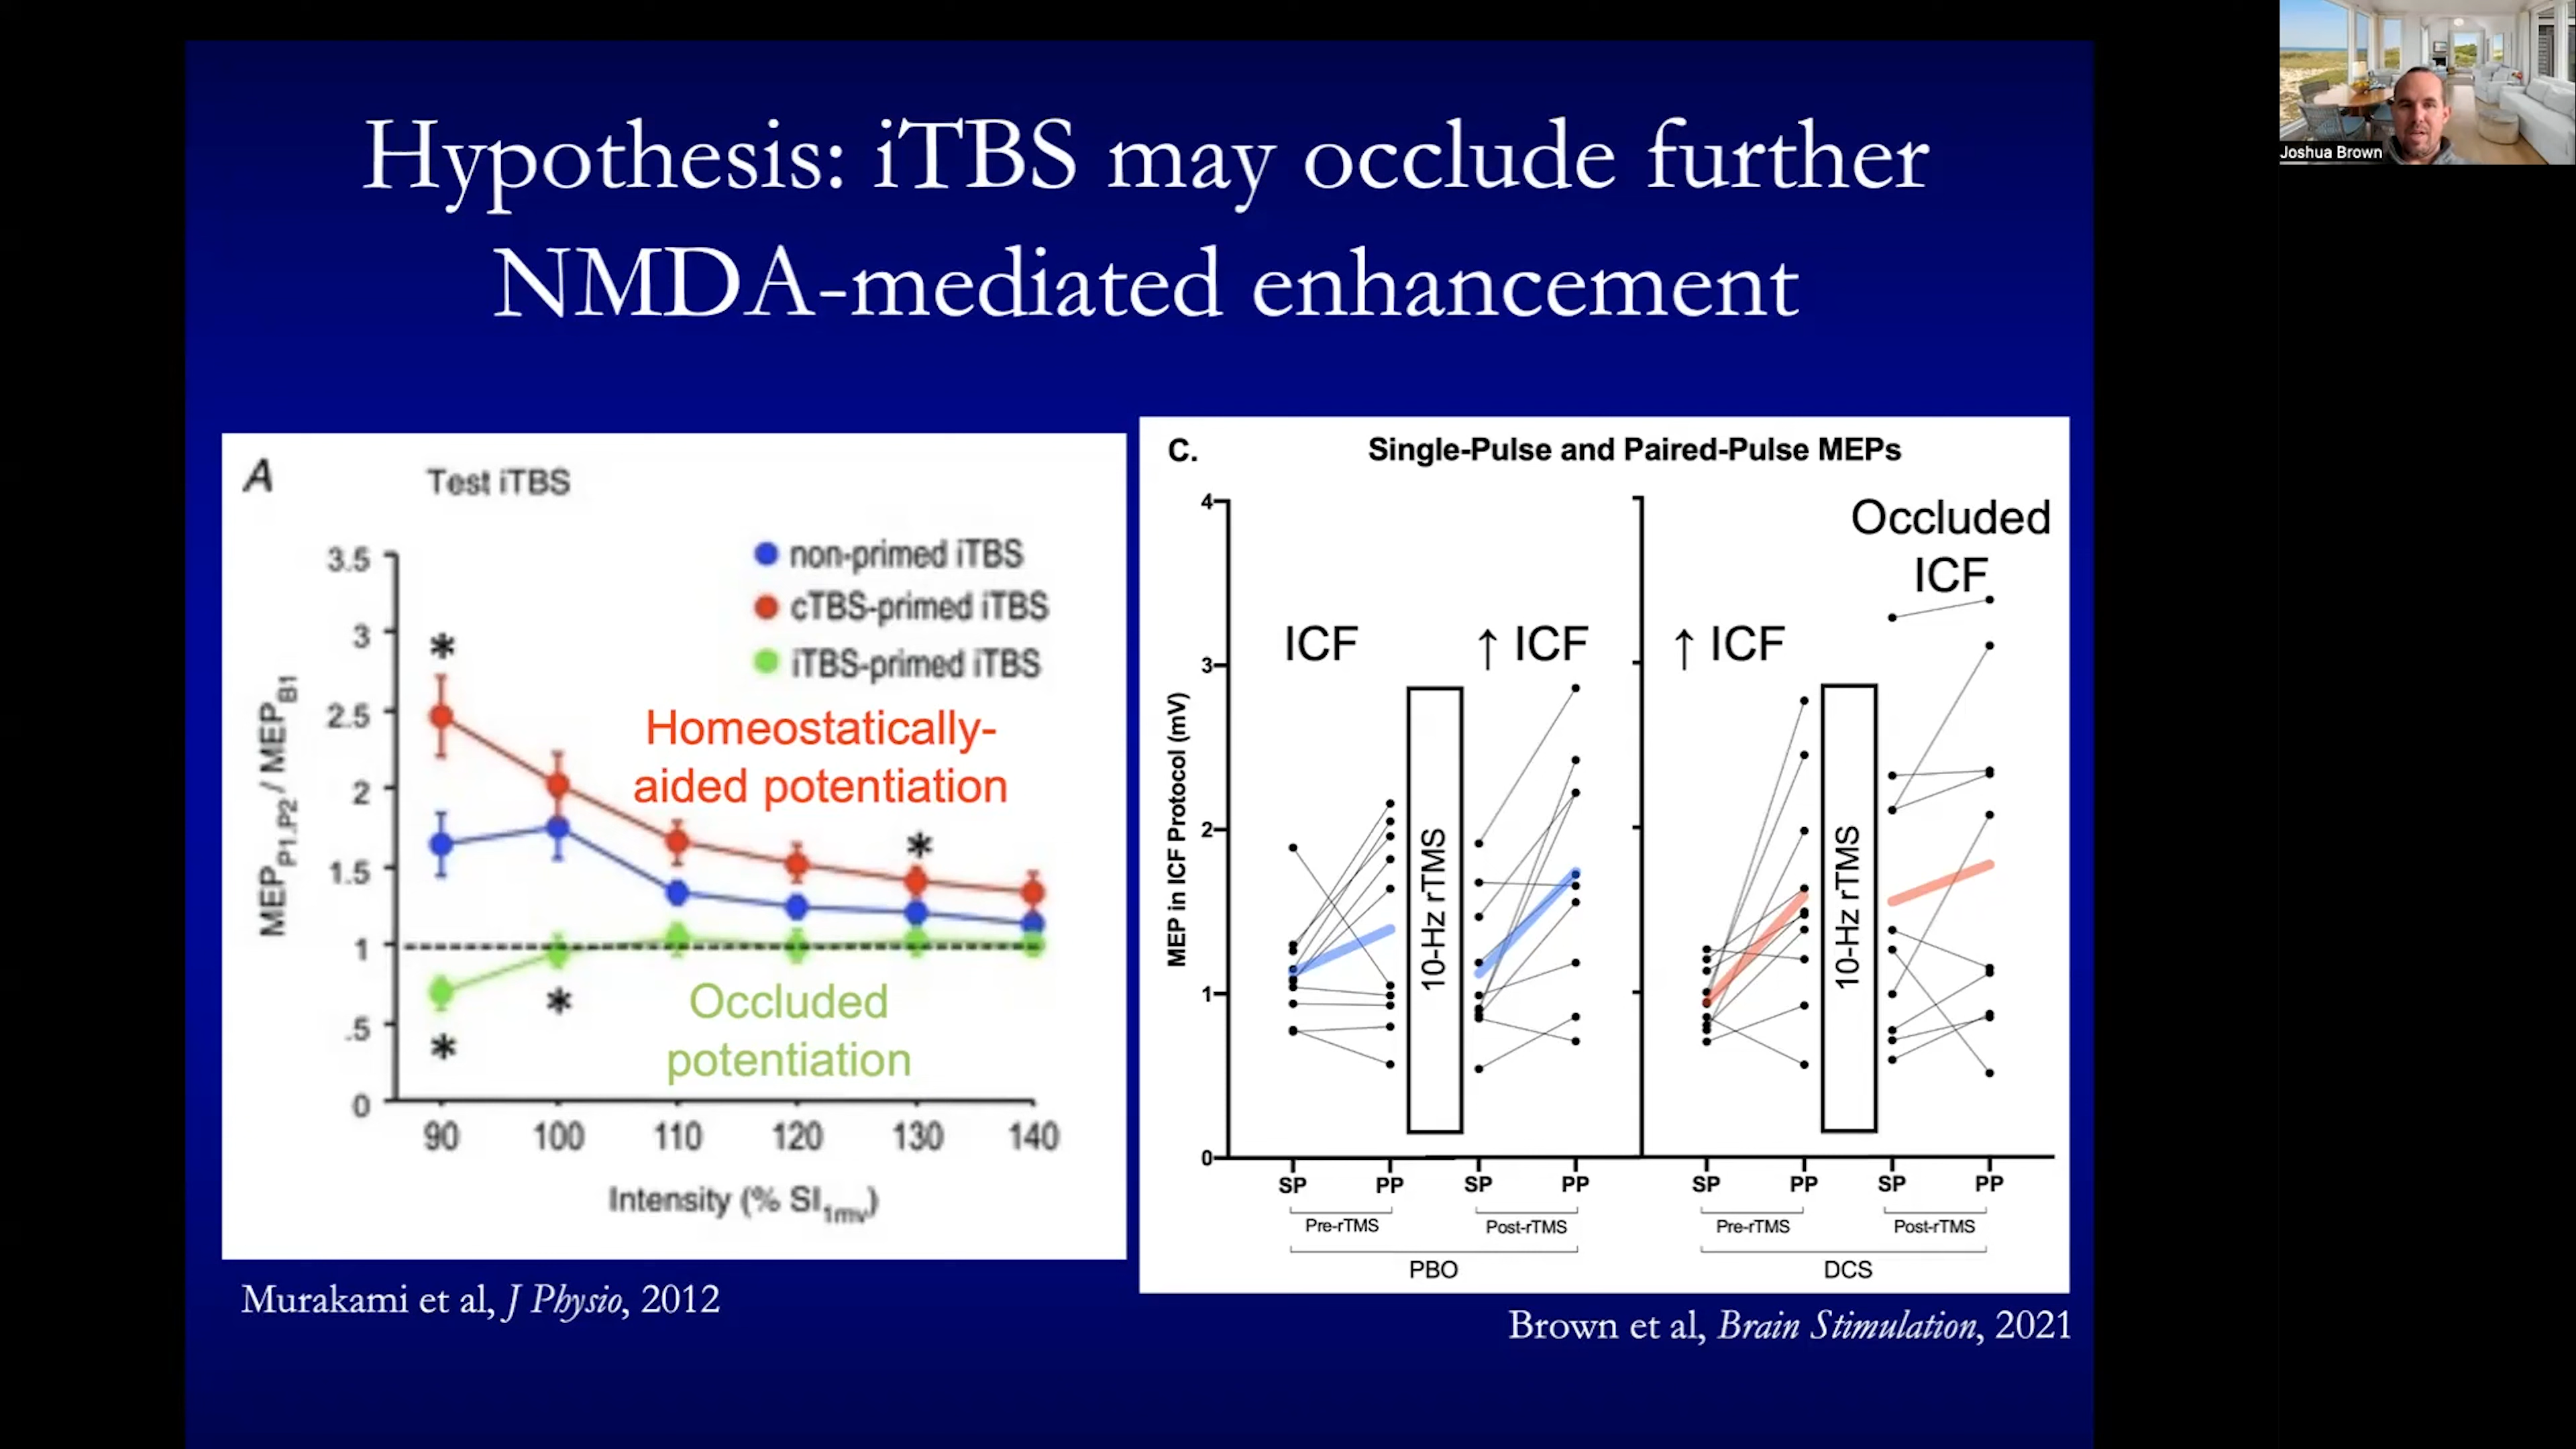 Hypothesis: iTBS may occlude further
NMDA-mediated enhancement
Joshua Brown
A
Test iTBS
non-primed iTBS
cTBS-primed iTBS
iTBS-primed iTBS
Homeostatically-
aided potentiation
Occluded
potentiation
MEP P1,P2 / MEP B1
3.5
3
2.5
2
1.5
1
.5
0
*
*
*
*
90 100 110 120 130 140
Intensity (% SI1mv)
Murakami et al, J Physio, 2012
C.
Single-Pulse and Paired-Pulse MEPs
MEP in ICF Protocol (mV)
4
3
2
1
0
ICF
↑ ICF
↑ ICF
Occluded
ICF
10-Hz rTMS
10-Hz rTMS
SP PP SP PP SP PP SP PP
Pre-rTMS Post-rTMS Pre-rTMS Post-rTMS
PBO DCS
Brown et al, Brain Stimulation, 2021